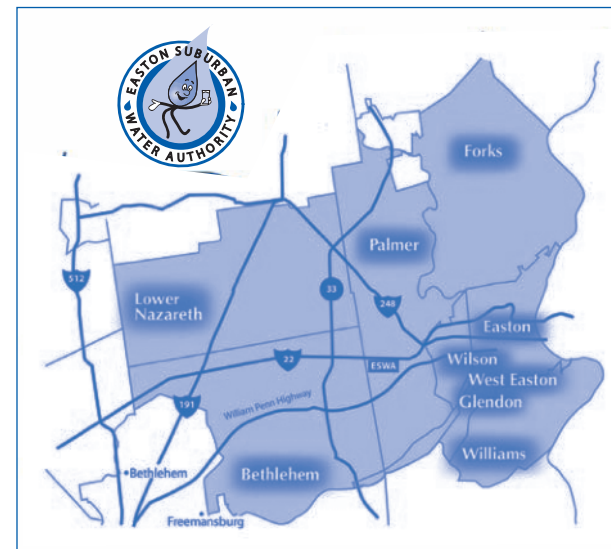 EASTON SUBURBAN
WATER AUTHORITY
Forks
Palmer
512
33
Lower
Nazareth
248
Easton
22
ESWA
Wilson
West Easton
Glendon
191
William Penn Highway
Williams
Bethlehem
Bethlehem
Freemansburg